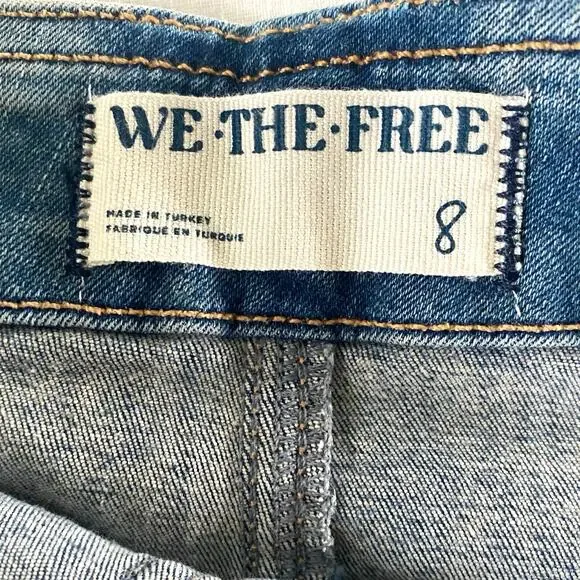 WE·THE·FREE
MADE IN TURKEY
FABRIQUÉ EN TURQUIE
8